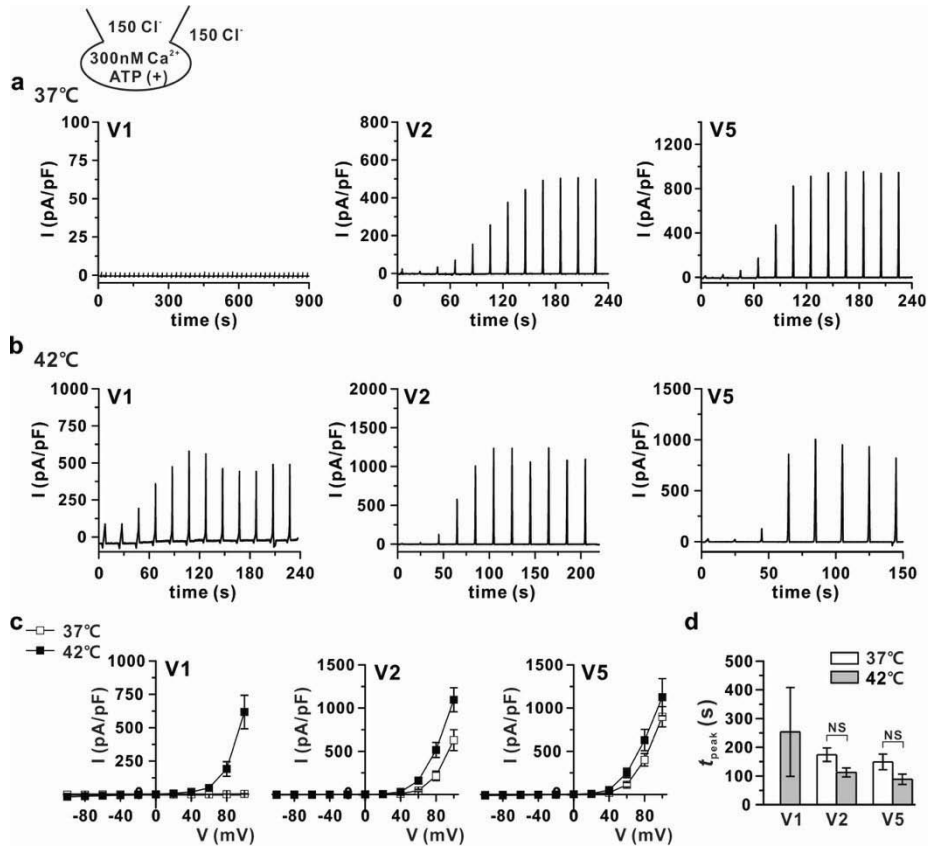 150 Cl⁻
150 Cl⁻
300nM Ca²⁺
ATP (+)
a
37℃
V1
V2
V5
I (pA/pF)
100
75
50
25
0
0 300 600 900
time (s)
I (pA/pF)
800
600
400
200
0
0 60 120 180 240
time (s)
I (pA/pF)
1200
900
600
300
0
0 60 120 180 240
time (s)
b
42℃
V1
V2
V5
I (pA/pF)
1000
750
500
250
0
0 60 120 180 240
time (s)
I (pA/pF)
2000
1500
1000
500
0
0 50 100 150 200
time (s)
I (pA/pF)
1500
1000
500
0
0 50 100 150
time (s)
c
37℃
42℃
V1
V2
V5
I (pA/pF)
1000
750
500
250
0
-80 -40 0 40 80
V (mV)
I (pA/pF)
1500
1000
500
0
-80 -40 0 40 80
V (mV)
I (pA/pF)
1500
1000
500
0
-80 -40 0 40 80
V (mV)
d
37℃
42℃
t peak (s)
500
400
300
200
100
0
NS
NS
V1 V2 V5